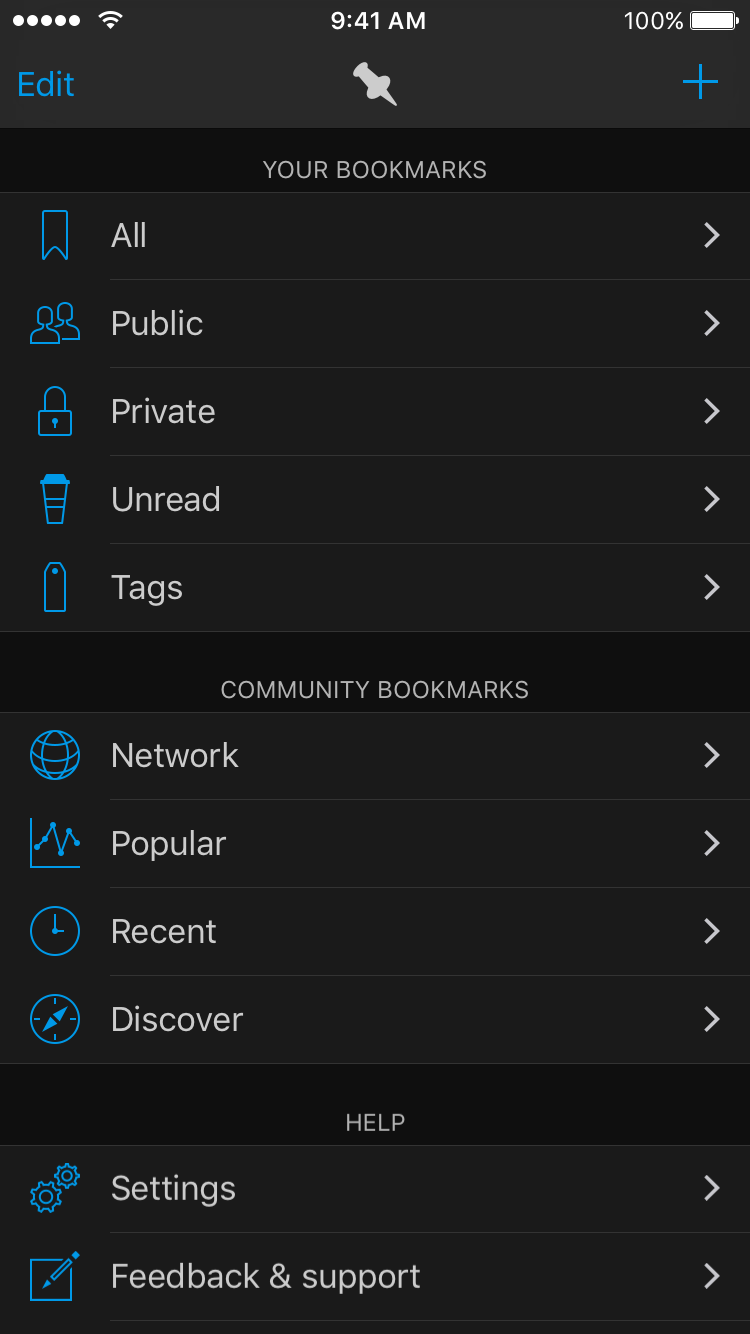 9:41 AM 100%
Edit
YOUR BOOKMARKS
All
Public
Private
Unread
Tags
COMMUNITY BOOKMARKS
Network
Popular
Recent
Discover
HELP
Settings
Feedback & support